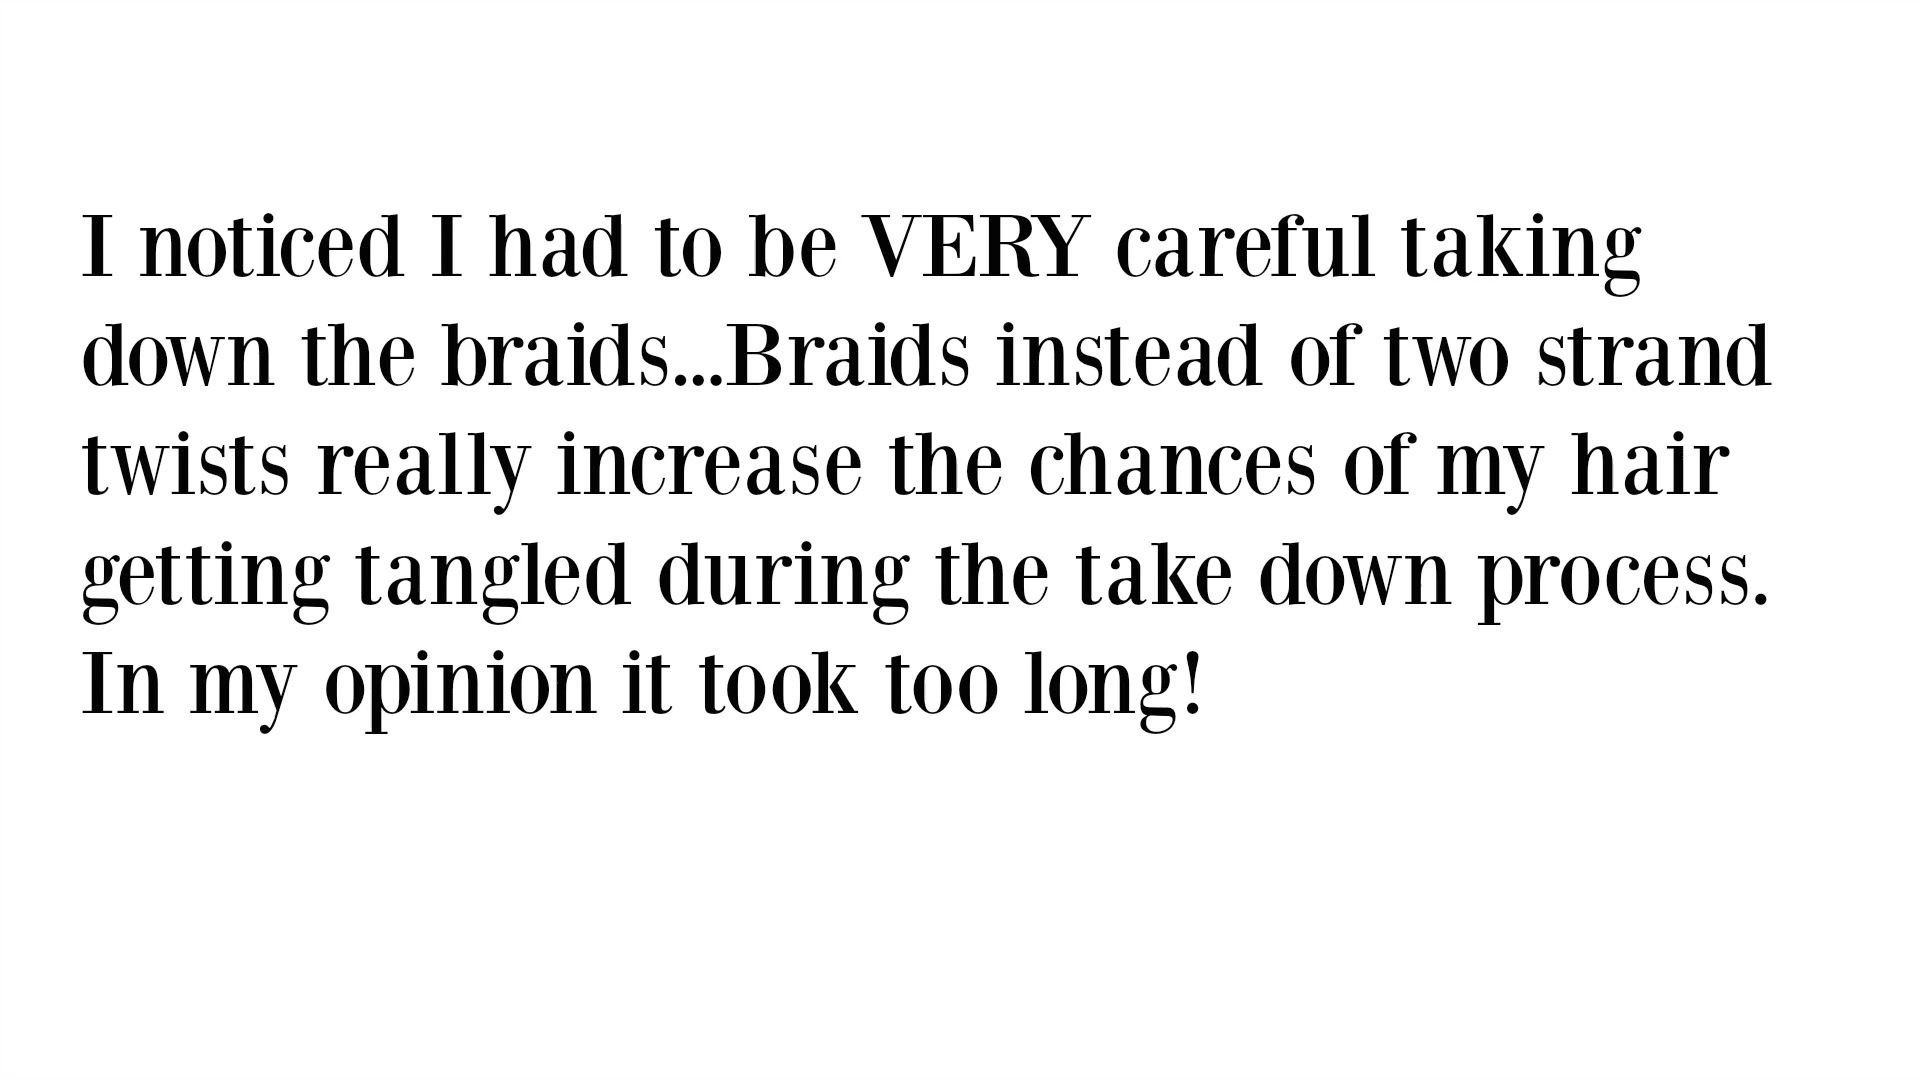 I noticed I had to be VERY careful taking
down the braids...Braids instead of two strand
twists really increase the chances of my hair
getting tangled during the take down process.
In my opinion it took too long!